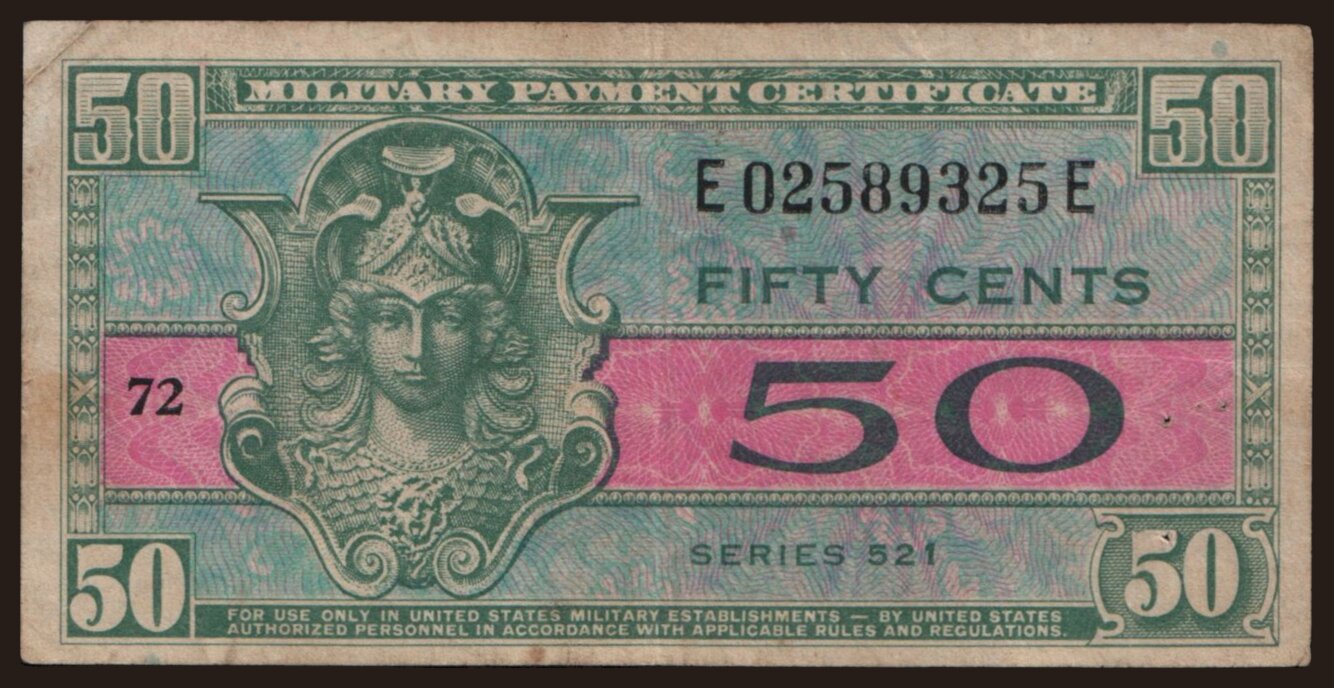 50 MILITARY PAYMENT CERTIFICATE 50
E02589325E
FIFTY CENTS
72 50
SERIES 521
50 50
FOR USE ONLY IN UNITED STATES MILITARY ESTABLISHMENTS — BY UNITED STATES
AUTHORIZED PERSONNEL IN ACCORDANCE WITH APPLICABLE RULES AND REGULATIONS.